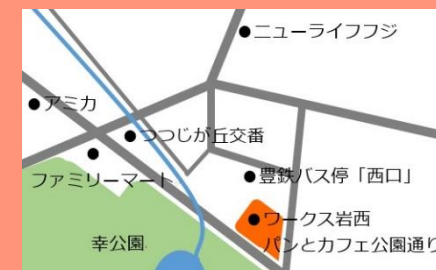 ニューライフフジ
アミカ
つつじが丘交番
ファミリーマート
豊鉄バス停「西口」
ワークス岩西
パンとカフェ公園通り
幸公園